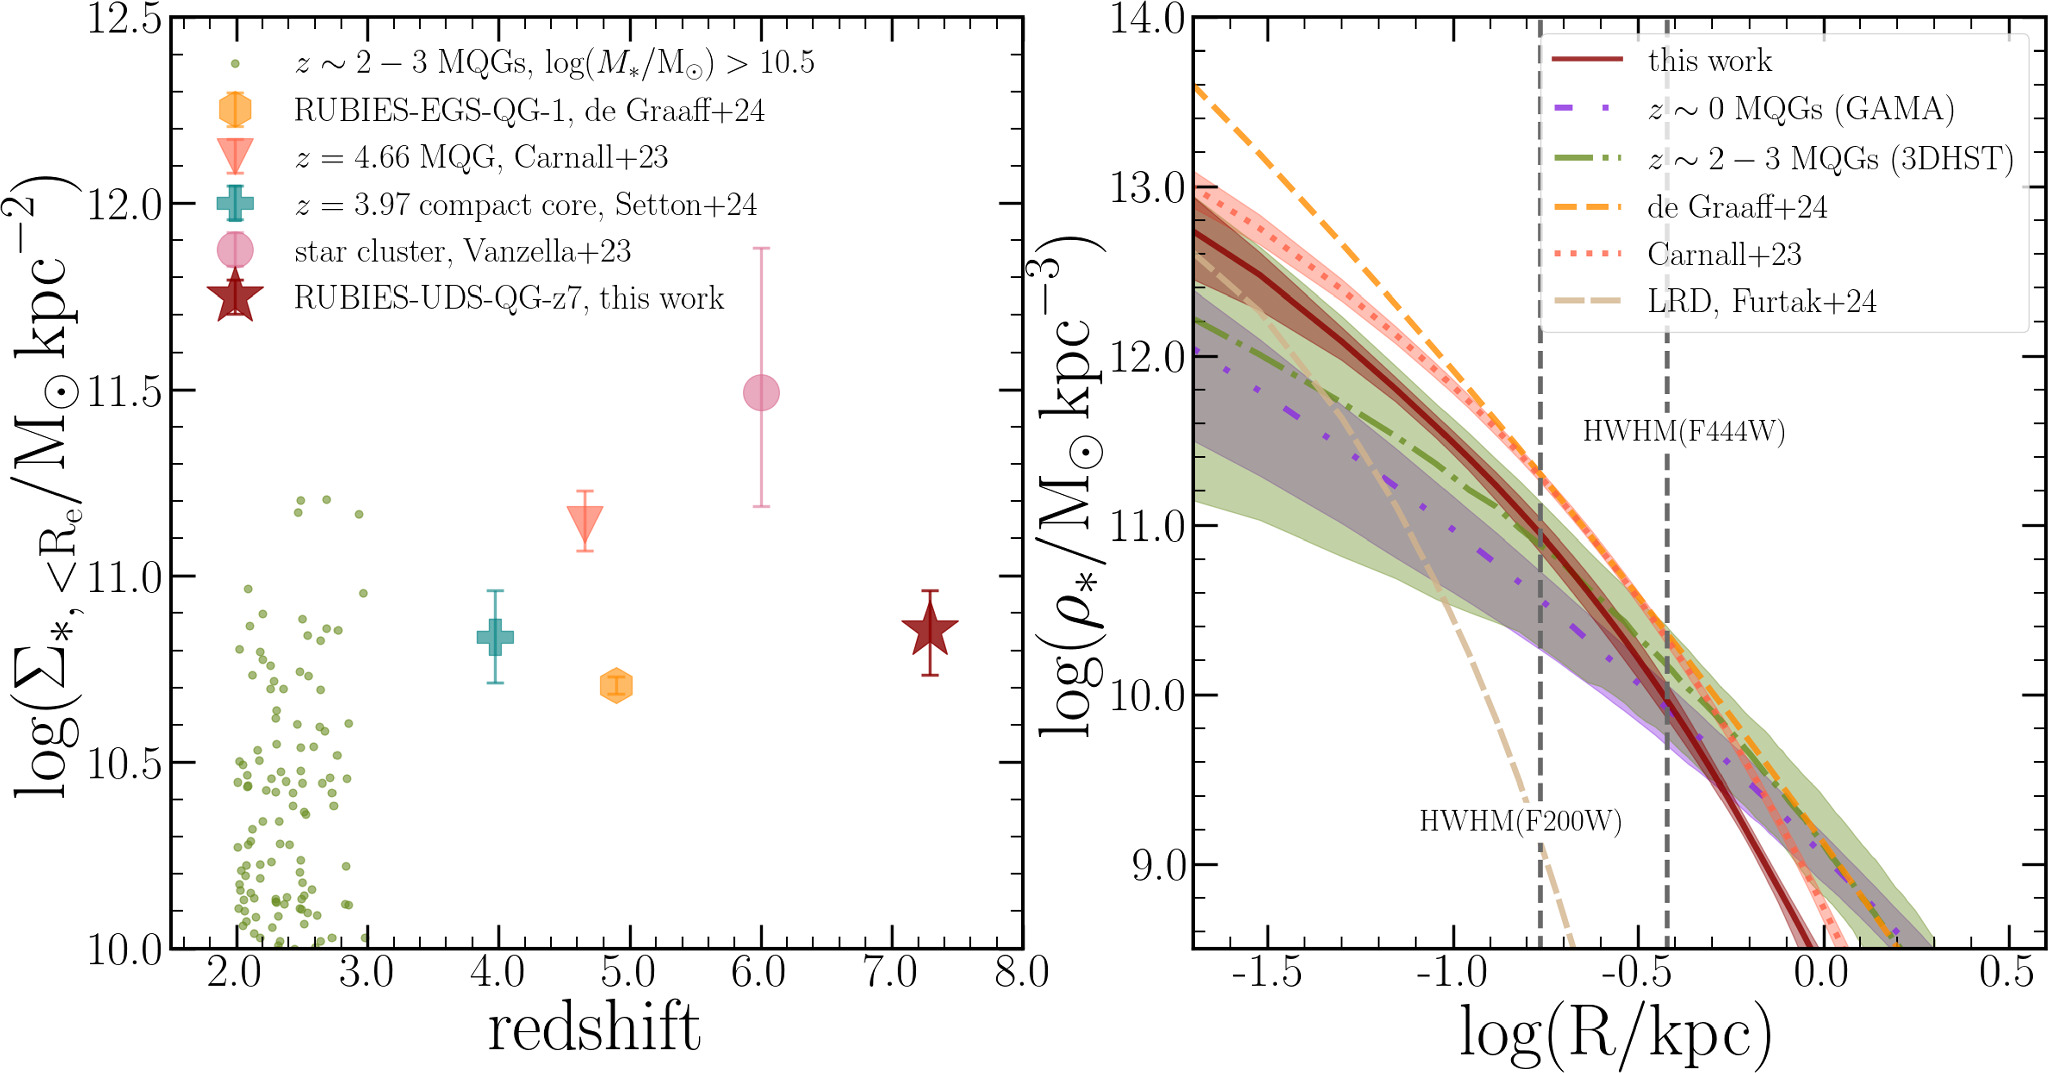 12.5
12.0
11.5
11.0
10.5
10.0
log(Σ∗, <Re/M⊙ kpc−2)
z ∼ 2 − 3 MQGs, log(M∗/M⊙) > 10.5
RUBIES-EGS-QG-1, de Graaff+24
z = 4.66 MQG, Carnall+23
z = 3.97 compact core, Setton+24
star cluster, Vanzella+23
RUBIES-UDS-QG-z7, this work
2.0 3.0 4.0 5.0 6.0 7.0 8.0
redshift
14.0
13.0
12.0
11.0
10.0
9.0
log(ρ∗/M⊙ kpc−3)
this work
z ∼ 0 MQGs (GAMA)
z ∼ 2 − 3 MQGs (3DHST)
de Graaff+24
Carnall+23
LRD, Furtak+24
HWHM(F444W)
HWHM(F200W)
-1.5 -1.0 -0.5 0.0 0.5
log(R/kpc)